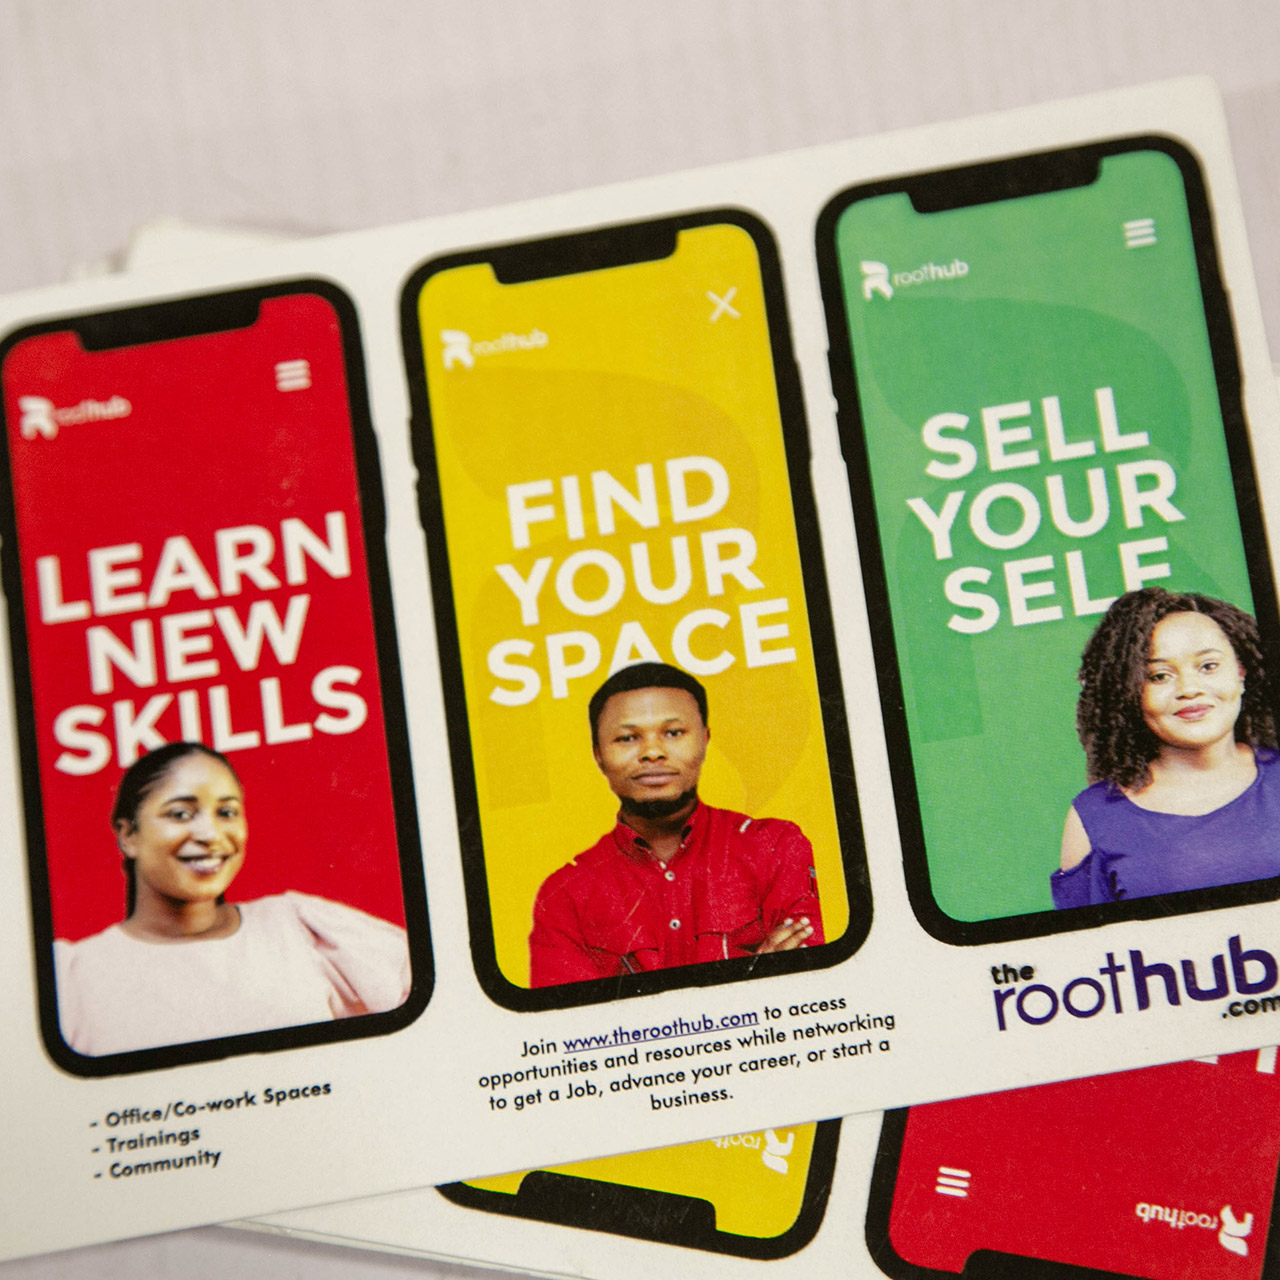 roothub
LEARN
NEW
SKILLS
roothub
FIND
YOUR
SPACE
roothub
SELL
YOUR
SELF
- Office/Co-work Spaces
- Trainings
- Community
Join www.theroothub.com to access
opportunities and resources while networking
to get a Job, advance your career, or start a
business.
the
roothub
.com
roothub
roothub